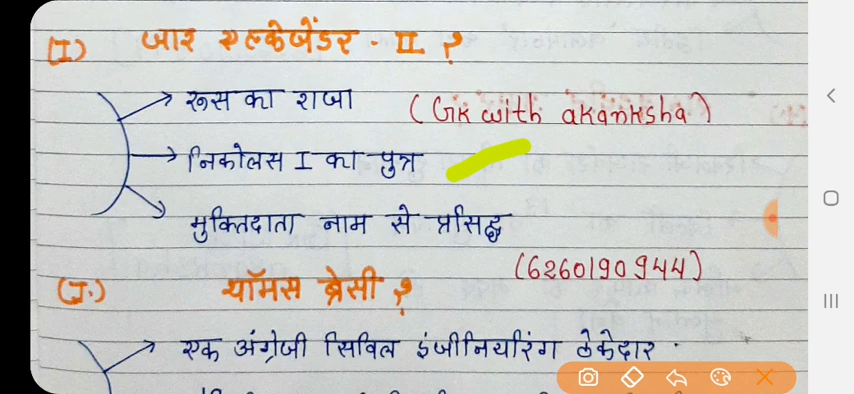 (I) जार एल्केजेंडर - II ?
रूस का राजा
(GK with akanksha)
निकोलस I का पुत्र
मुक्तिदाता नाम से प्रसिद्ध
(6260190944)
(J.) थॉमस ब्रेसी ?
एक अंग्रेजी सिविल इंजीनियरिंग ठेकेदार .